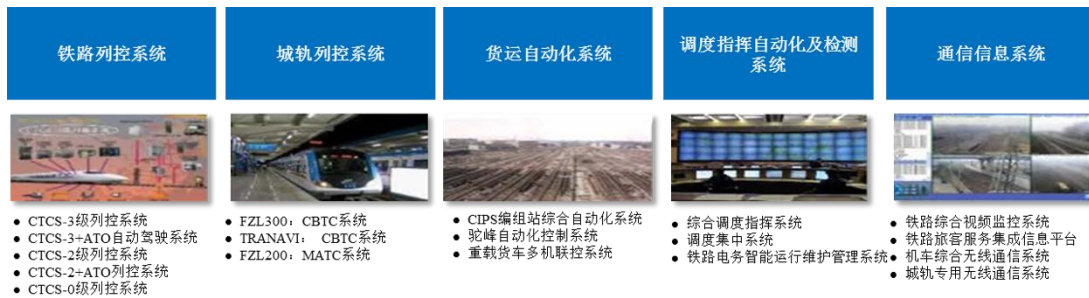 铁路列控系统
城轨列控系统
货运自动化系统
调度指挥自动化及检测
系统
通信信息系统
● CTCS-3级列控系统
● CTCS-3+ATO自动驾驶系统
● CTCS-2级列控系统
● CTCS-2+ATO列控系统
● CTCS-0级列控系统
● FZL300：CBTC系统
● TRANAVI： CBTC系统
● FZL200：MATC系统
● CIPS编组站综合自动化系统
● 驼峰自动化控制系统
● 重载货车多机联控系统
● 综合调度指挥系统
● 调度集中系统
● 铁路电务智能运行维护管理系统
● 铁路综合视频监控系统
● 铁路旅客服务集成信息平台
● 机车综合无线通信系统
● 城轨专用无线通信系统